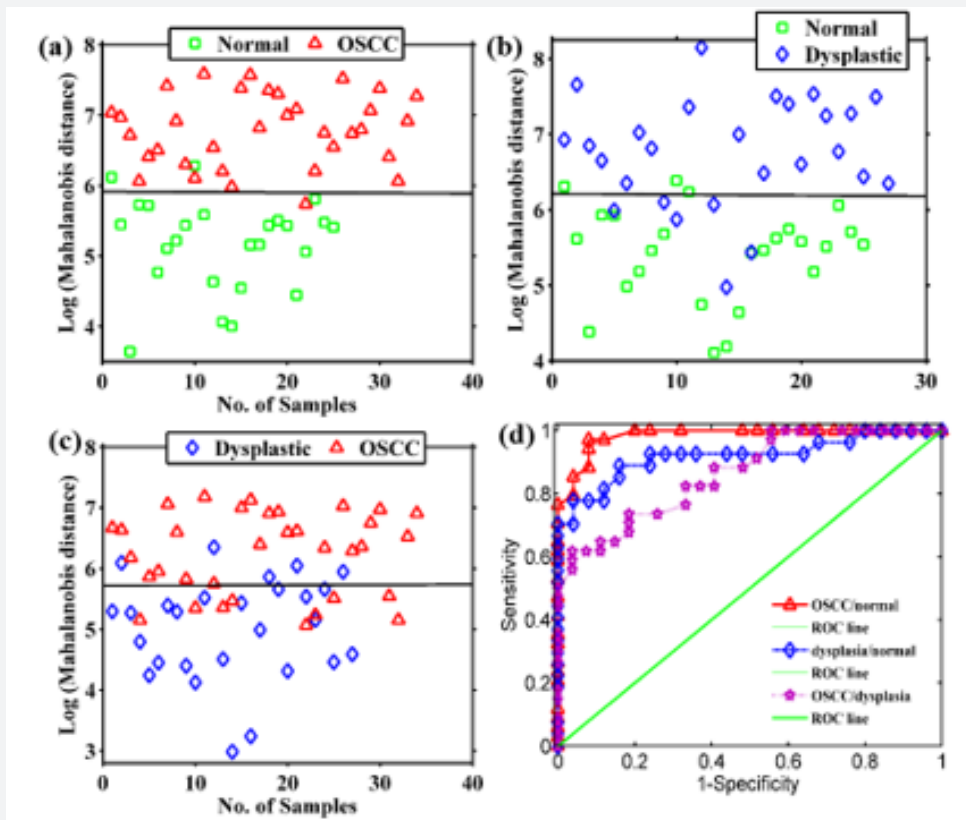 (a)
Normal OSCC
Log (Mahalanobis distance)
8
7
6
5
4
0 10 20 30 40
No. of Samples
(b)
Normal
Dysplastic
Log (Mahalanobis distance)
8
7
6
5
4
0 10 20 30
No. of Samples
(c)
Dysplastic OSCC
Log (Mahalanobis distance)
8
7
6
5
4
3
0 10 20 30 40
No. of Samples
(d)
Sensitivity
1
0.8
0.6
0.4
0.2
0
OSCC/normal
ROC line
dysplasia/normal
ROC line
OSCC/dysplasia
ROC line
0 0.2 0.4 0.6 0.8 1
1-Specificity